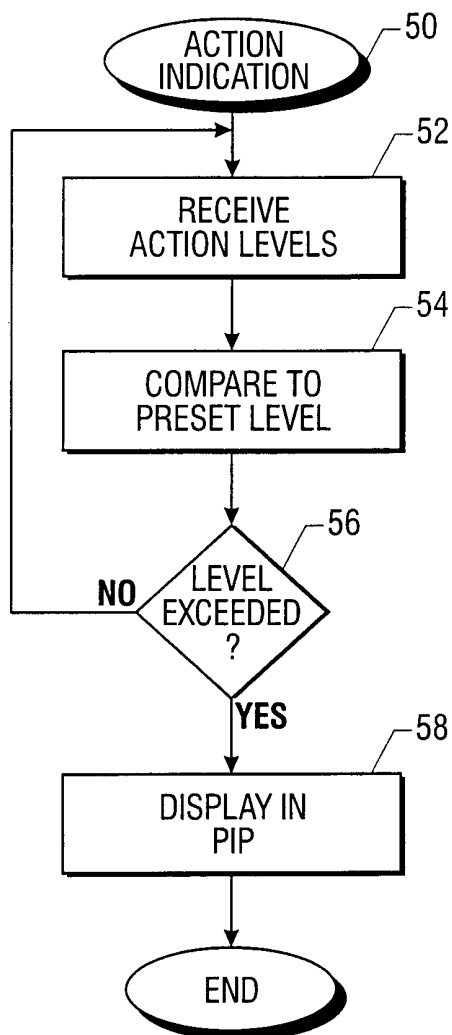 ACTION
INDICATION
50
52
RECEIVE
ACTION LEVELS
54
COMPARE TO
PRESET LEVEL
56
LEVEL
EXCEEDED
?
NO
YES
58
DISPLAY IN
PIP
END